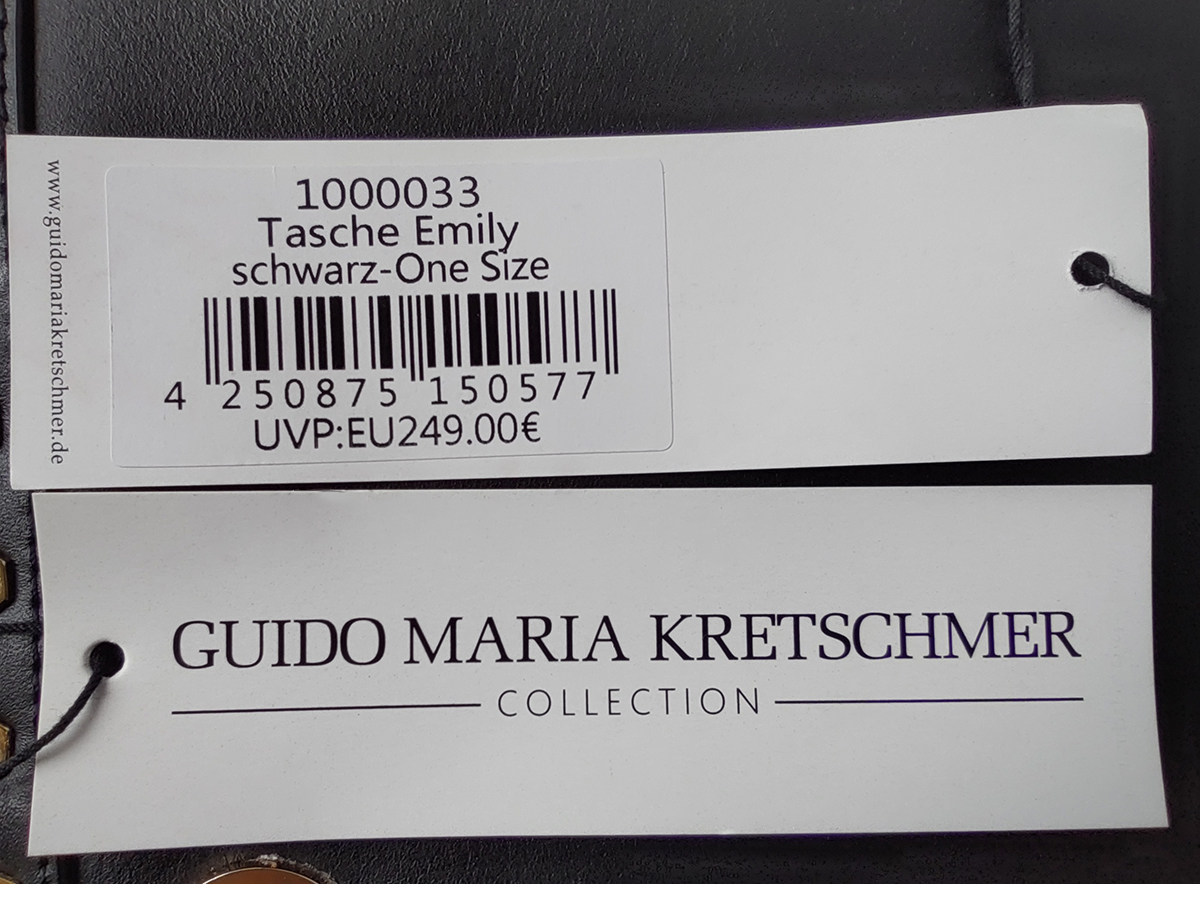 www.guidomariakretschmer.de
1000033
Tasche Emily
schwarz-One Size
4 250875 150577
UVP:EU249.00€
GUIDO MARIA KRETSCHMER
COLLECTION